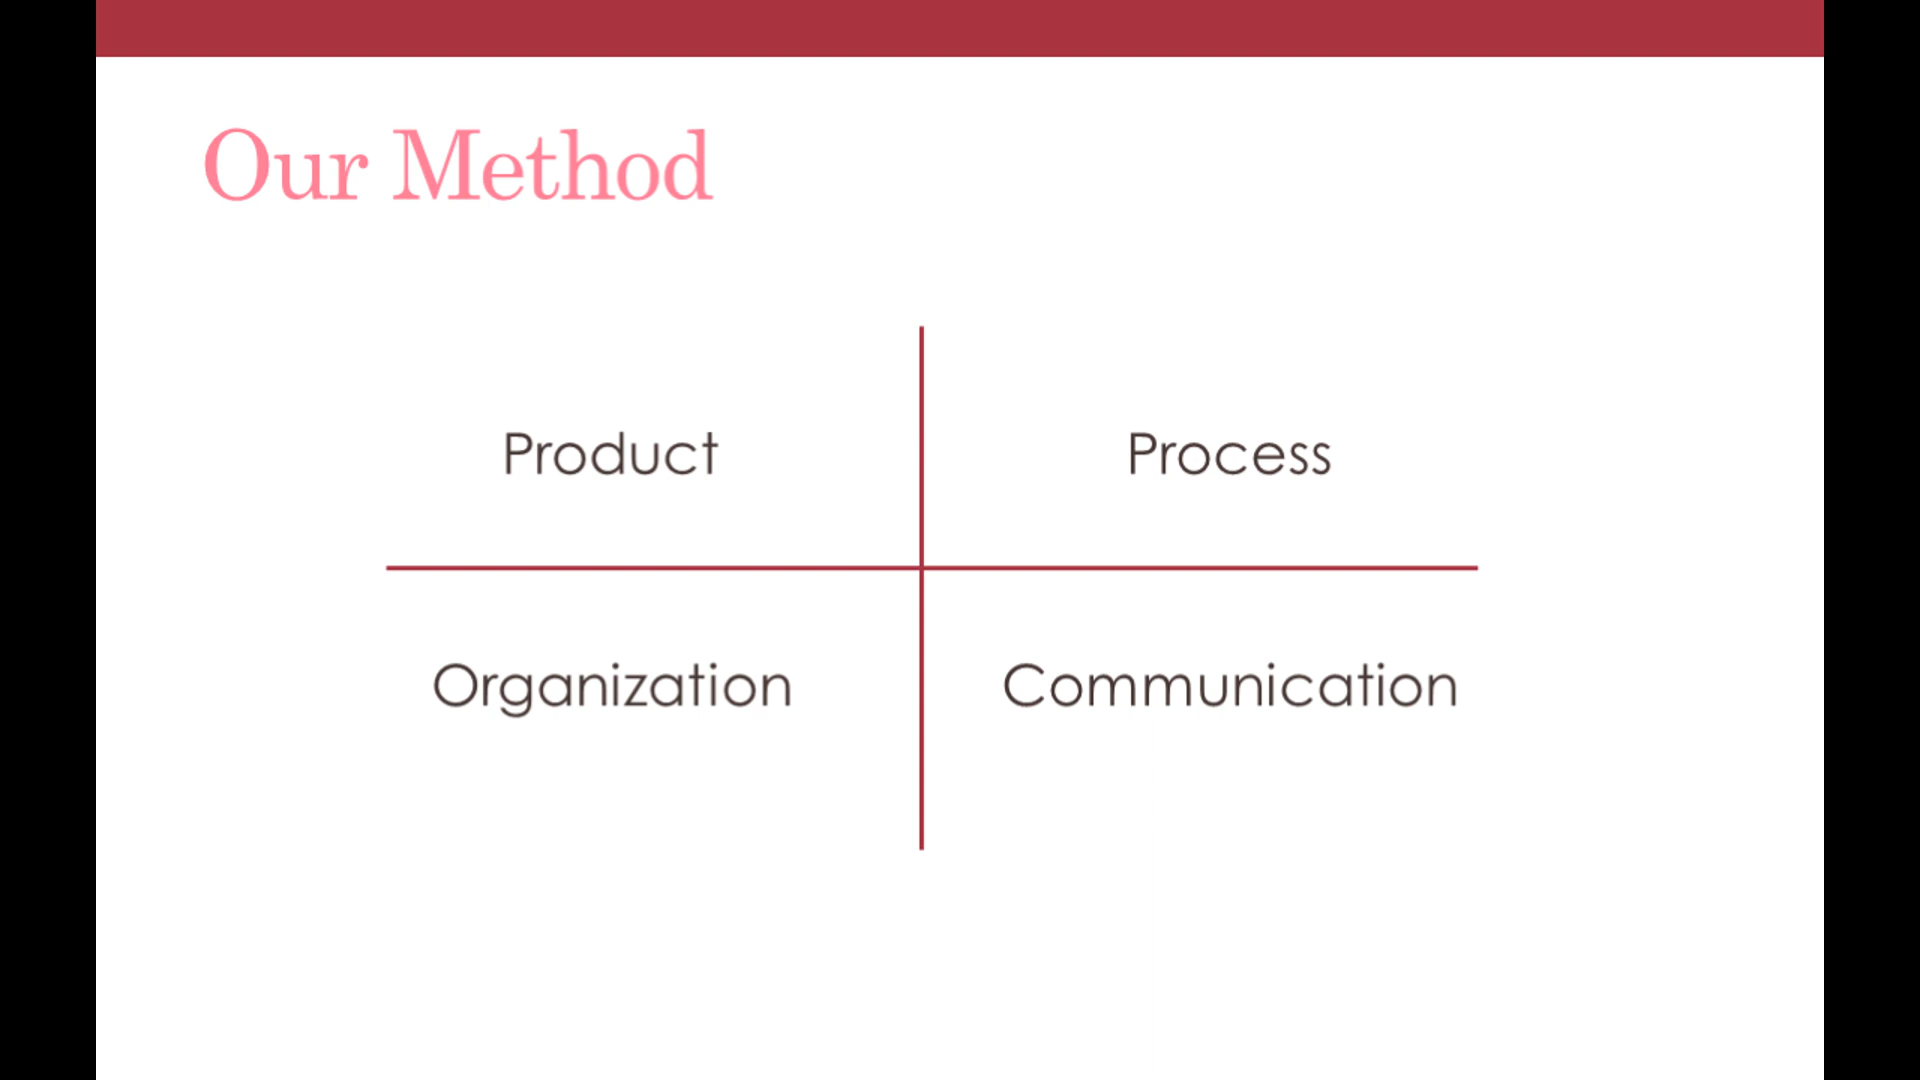 Our Method
Product
Process
Organization
Communication